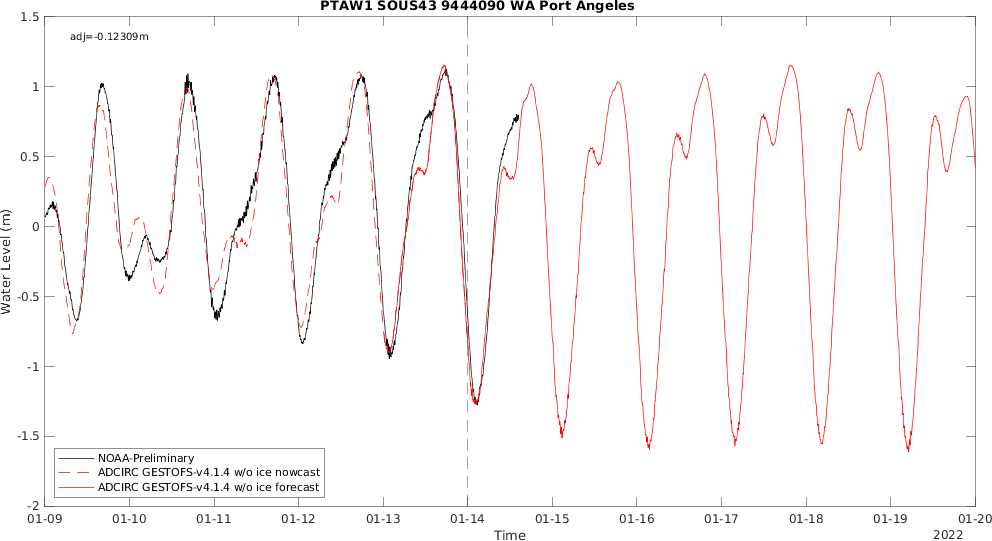 PTAW1 SOUS43 9444090 WA Port Angeles
1.5
adj=-0.12309m
1
0.5
0
-0.5
-1
-1.5
-2
Water Level (m)
NOAA-Preliminary
ADCIRC GESTOFS-v4.1.4 w/o ice nowcast
ADCIRC GESTOFS-v4.1.4 w/o ice forecast
01-09 01-10 01-11 01-12 01-13 01-14 01-15 01-16 01-17 01-18 01-19 01-20
Time
2022